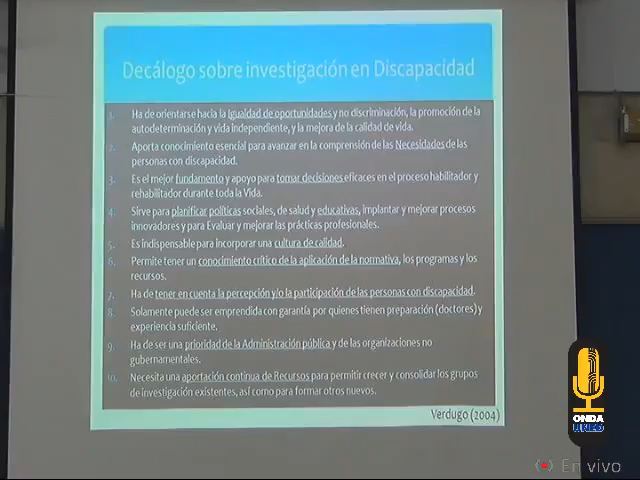 Decálogo sobre investigación en Discapacidad
1. Ha de orientarse hacia la Igualdad de oportunidades y no discriminación, la promoción de la
autodeterminación y vida independiente, y la mejora de la calidad de vida.
2. Aporta conocimiento esencial para avanzar en la comprensión de las Necesidades de las
personas con discapacidad.
3. Es el mejor fundamento y apoyo para tomar decisiones eficaces en el proceso habilitador y
rehabilitador durante toda la Vida.
4. Sirve para planificar políticas sociales, de salud y educativas, implantar y mejorar procesos
innovadores y para Evaluar y mejorar las prácticas profesionales.
5. Es indispensable para incorporar una cultura de calidad.
6. Permite tener un conocimiento crítico de la aplicación de la normativa, los programas y los
recursos.
7. Ha de tener en cuenta la percepción y/o la participación de las personas con discapacidad.
8. Solamente puede ser emprendida con garantía por quienes tienen preparación (doctores) y
experiencia suficiente.
9. Ha de ser una prioridad de la Administración pública y de las organizaciones no
gubernamentales.
10. Necesita una aportación continua de Recursos para permitir crecer y consolidar los grupos
de investigación existentes, así como para formar otros nuevos.
Verdugo (2004)
ONDA
UNED
En vivo